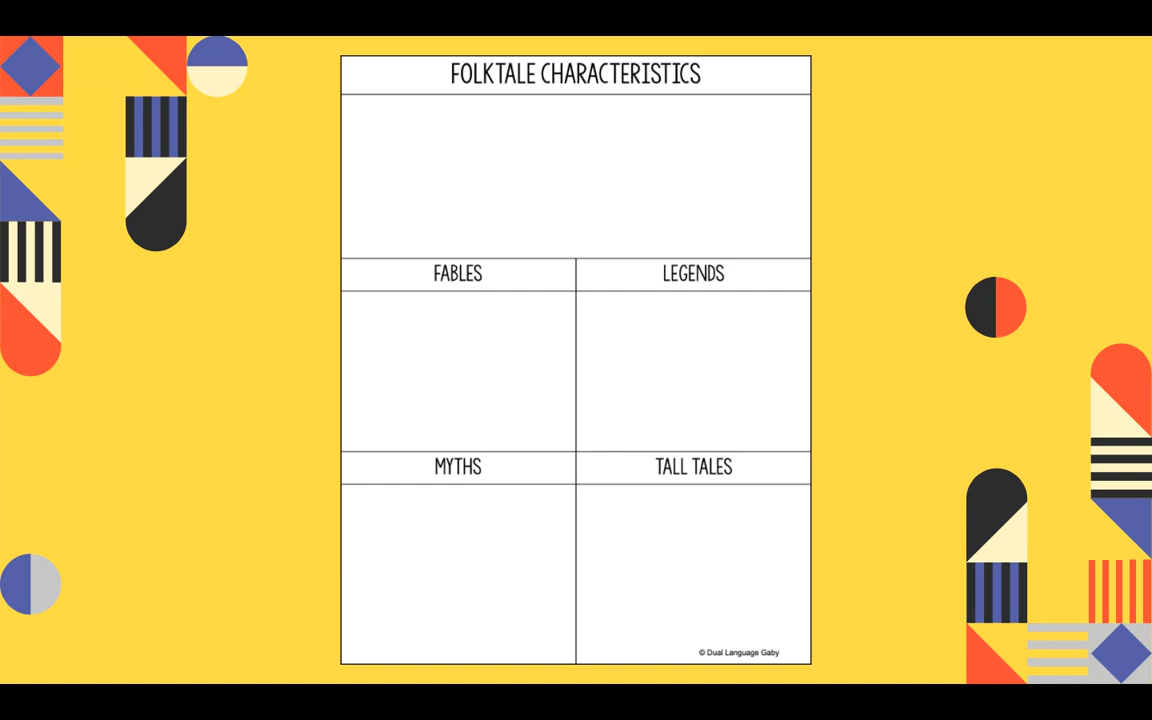 FOLKTALE CHARACTERISTICS
FABLES
LEGENDS
MYTHS
TALL TALES
© Dual Language Gaby